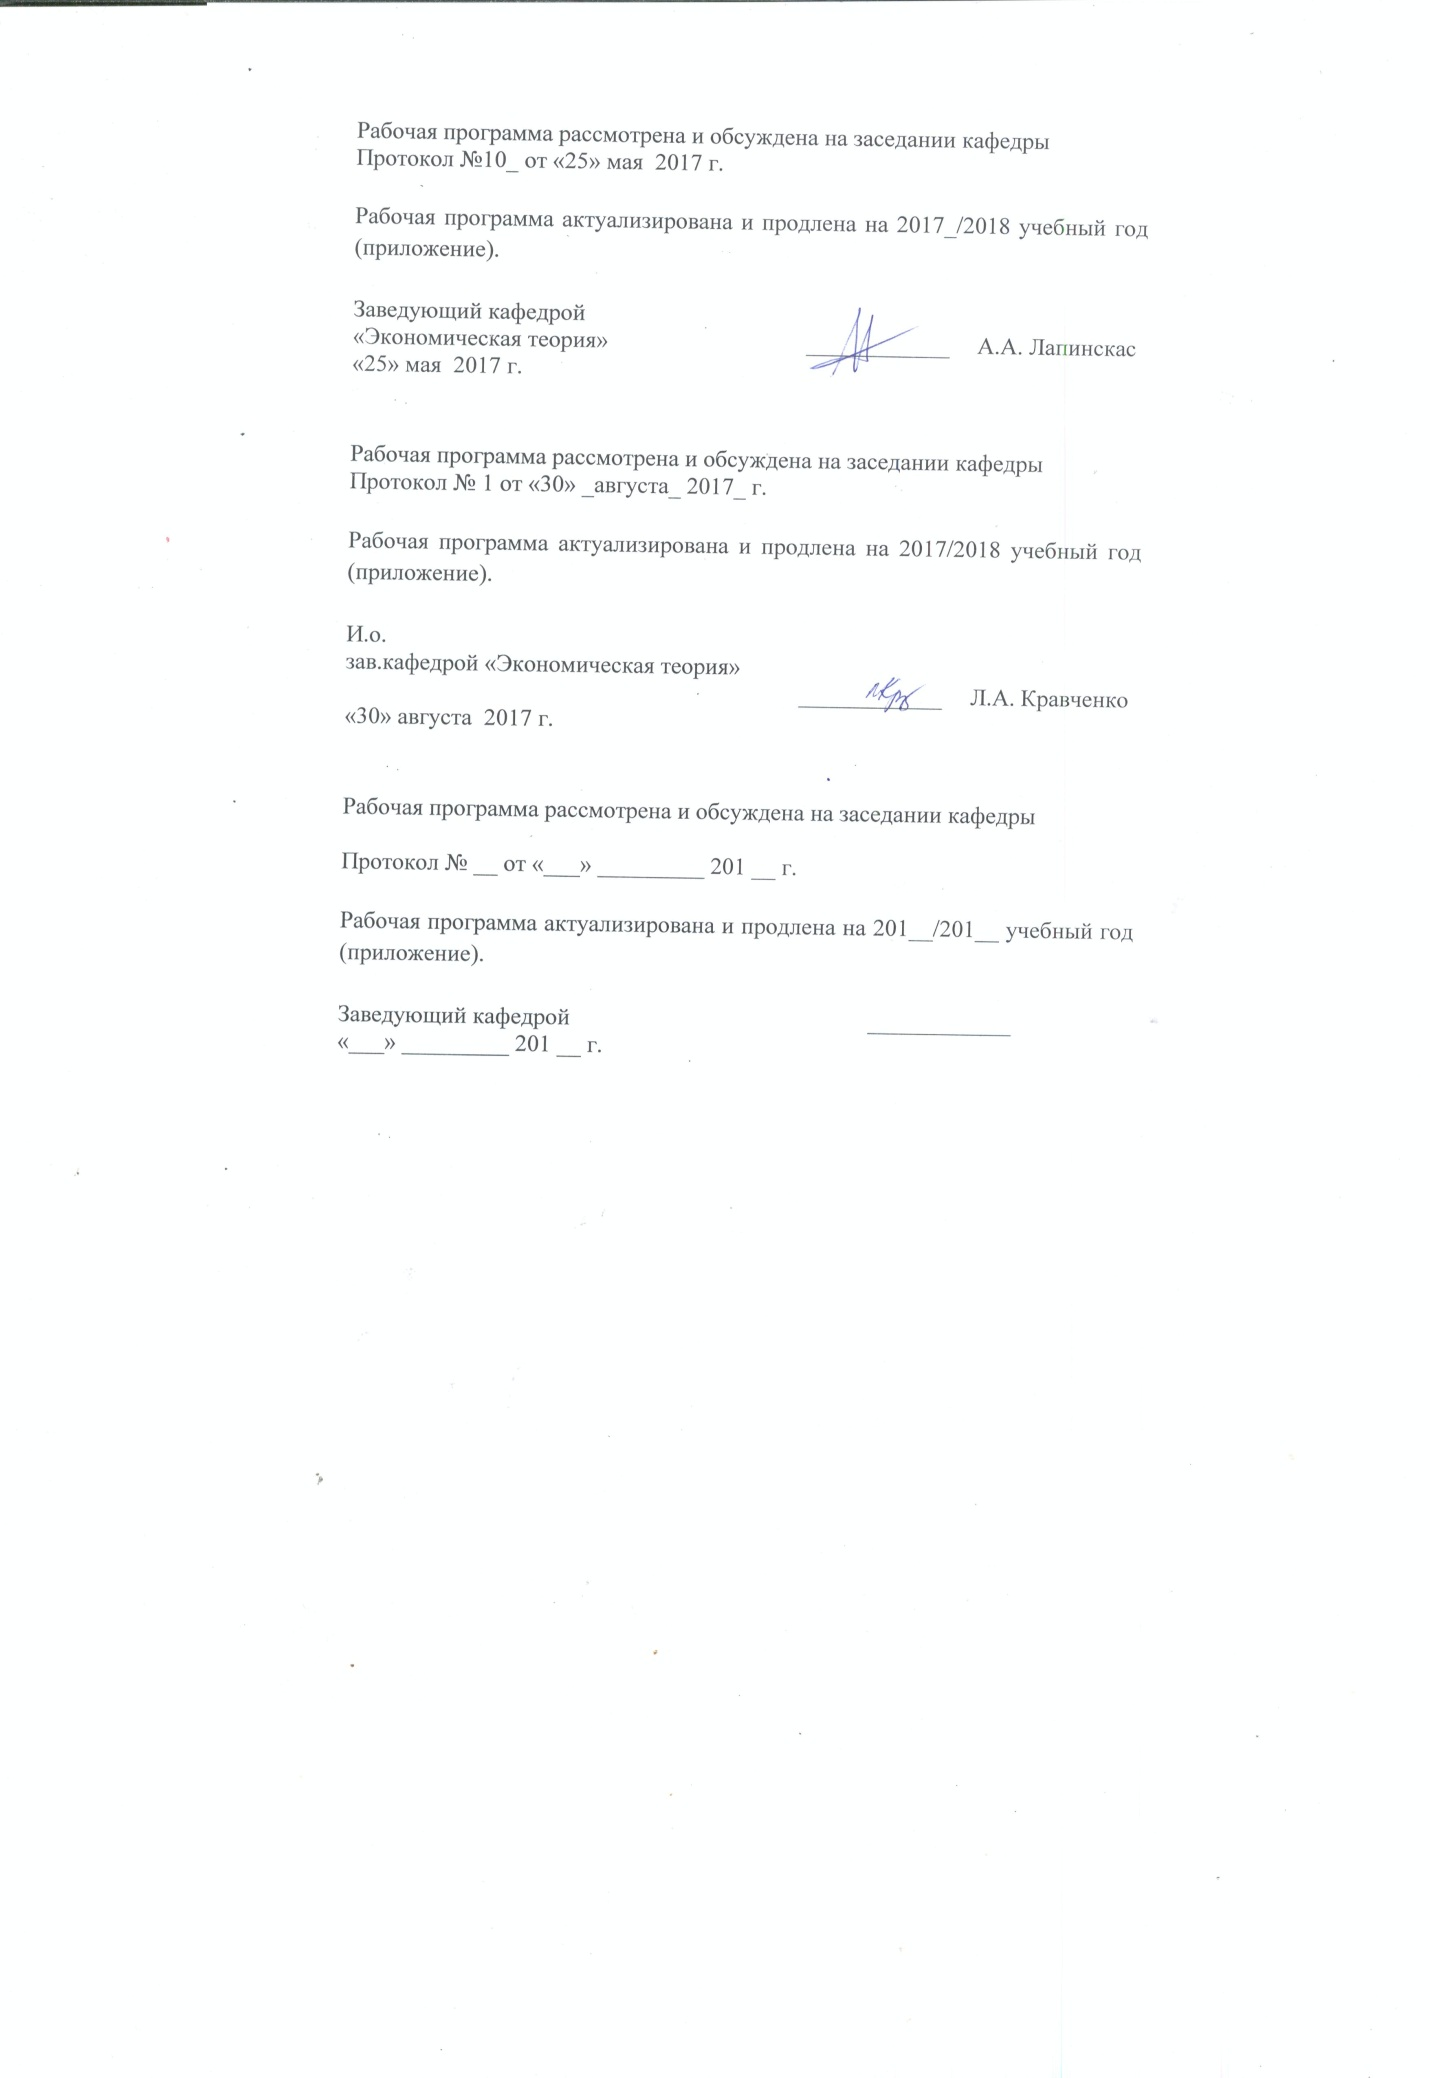 Рабочая программа рассмотрена и обсуждена на заседании кафедры
Протокол №10_ от «25» мая  2017 г.
Рабочая программа актуализирована и продлена на 2017_/2018 учебный год
(приложение).
Заведующий кафедрой
«Экономическая теория»
____________ А.А. Лапинскас
«25» мая  2017 г.
Рабочая программа рассмотрена и обсуждена на заседании кафедры
Протокол № 1 от «30» _августа_ 2017_ г.
Рабочая программа актуализирована и продлена на 2017/2018 учебный год
(приложение).
И.о.
зав.кафедрой «Экономическая теория»
____________ Л.А. Кравченко
«30» августа  2017 г.
Рабочая программа рассмотрена и обсуждена на заседании кафедры
Протокол № __ от «___» _________ 201 __ г.
Рабочая программа актуализирована и продлена на 201__/201__ учебный год
(приложение).
Заведующий кафедрой ____________
«___» _________ 201 __ г.